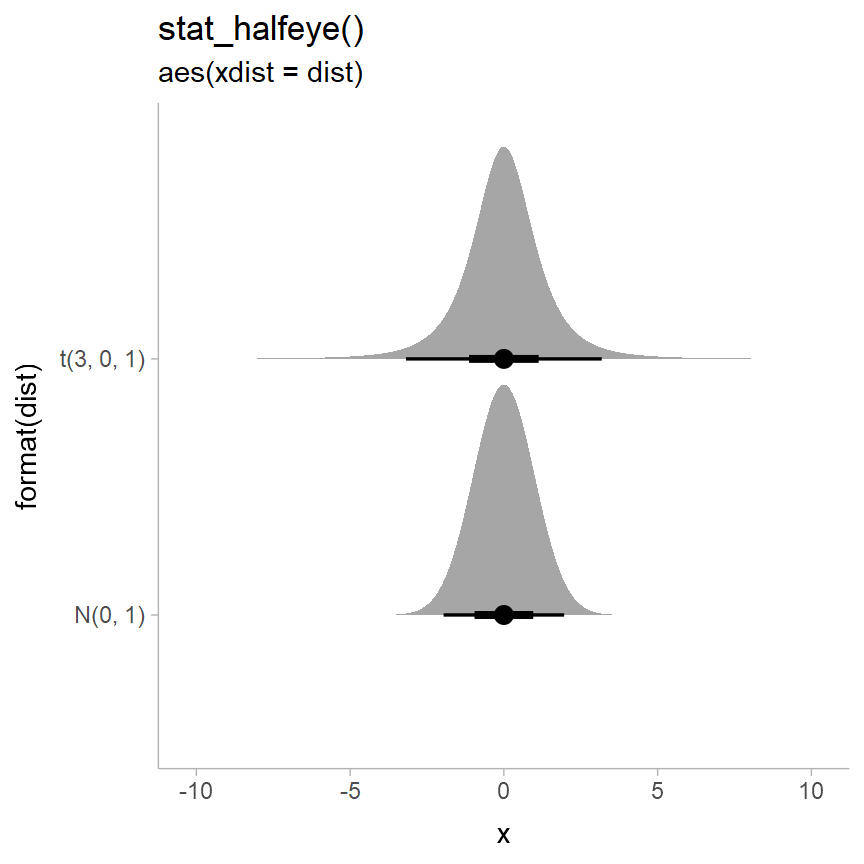 stat_halfeye()
aes(xdist = dist)
format(dist)
t(3, 0, 1)
N(0, 1)
-10 -5 0 5 10
x